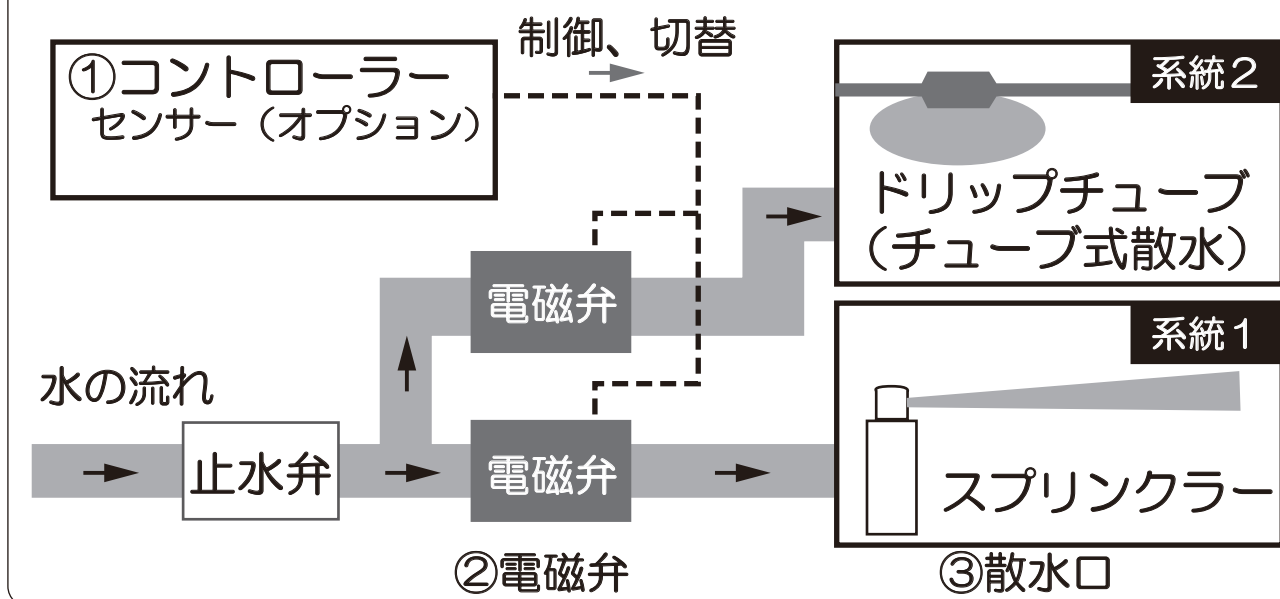 制御、切替
①コントローラー
センサー（オプション）
系統2
ドリップチューブ
（チューブ式散水）
電磁弁
系統1
水の流れ
止水弁
電磁弁
スプリンクラー
②電磁弁
③散水口